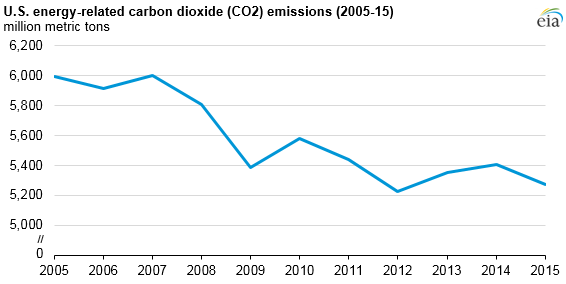 U.S. energy-related carbon dioxide (CO2) emissions (2005-15)
million metric tons
eia
6,200
6,000
5,800
5,600
5,400
5,200
5,000
//
0
2005 2006 2007 2008 2009 2010 2011 2012 2013 2014 2015